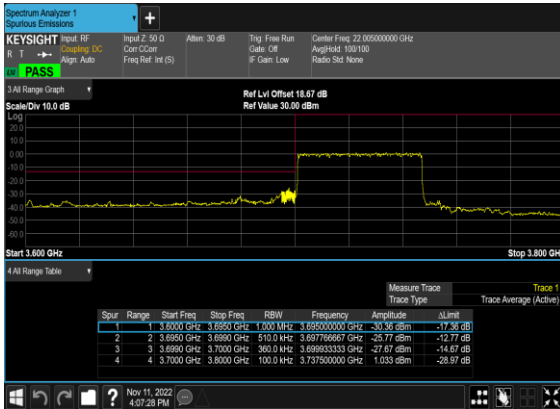 Spectrum Analyzer 1
Spurious Emissions
+
KEYSIGHT Input: RF Input Z: 50 Ω Atten: 30 dB Trig: Free Run Center Freq: 22.005000000 GHz
R T Coupling: DC Corr CCorr Gate: Off Avg|Hold: 100/100
Align: Auto Freq Ref: Int (S) IF Gain: Low Radio Std: None
PASS
3 All Range Graph Ref Lvl Offset 18.67 dB
Scale/Div 10.0 dB Ref Value 30.00 dBm
Log
20.0
10.0
0.00
-10.0
-20.0
-30.0
-40.0
-50.0
-60.0
Start 3.600 GHz Stop 3.800 GH
4 All Range Table
Measure Trace Trace 1
Trace Type Trace Average (Active)
Spur Range Start Freq Stop Freq RBW Frequency Amplitude ΔLimit
1 1 3.6000 GHz 3.6950 GHz 1.000 MHz 3.695000000 GHz -30.36 dBm -17.36 dB
2 2 3.6950 GHz 3.6990 GHz 510.0 kHz 3.697766667 GHz -25.77 dBm -12.77 dB
3 3 3.6990 GHz 3.7000 GHz 360.0 kHz 3.699933333 GHz -27.67 dBm -14.67 dB
4 4 3.7000 GHz 3.8000 GHz 100.0 kHz 3.737500000 GHz 1.033 dBm -28.97 dB
? Nov 11, 2022
4:07:28 PM